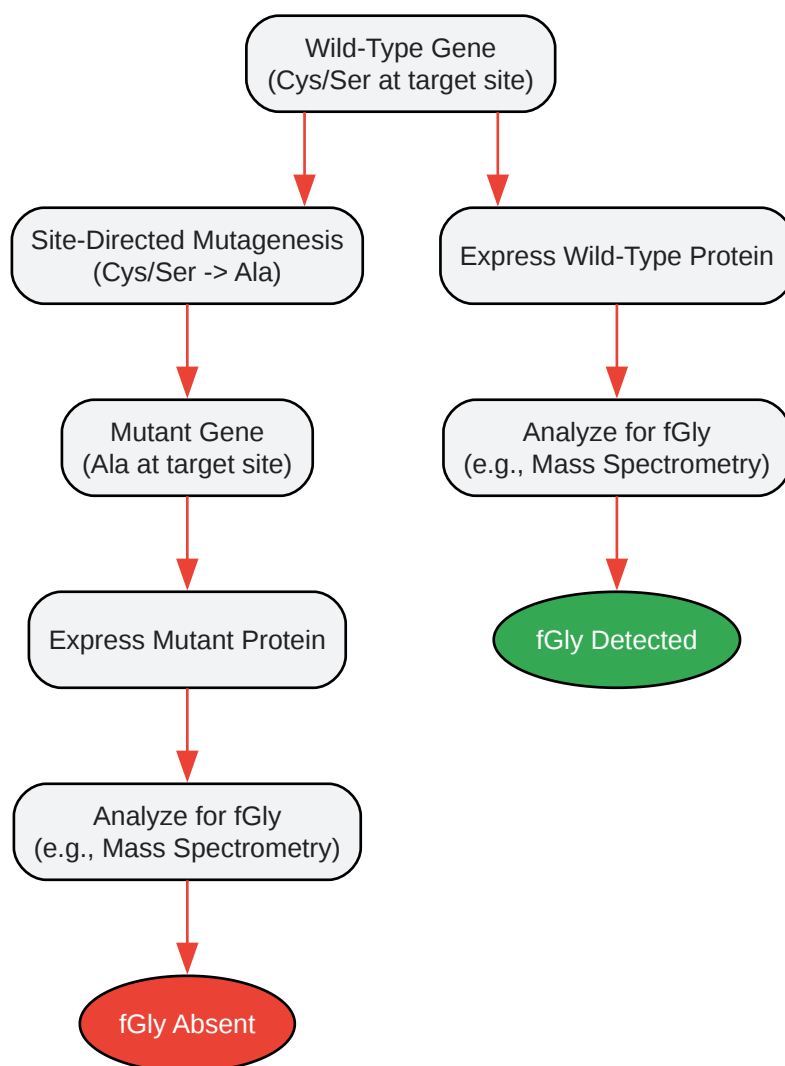 Wild-Type Gene
(Cys/Ser at target site)
Site-Directed Mutagenesis
(Cys/Ser -> Ala)
Express Wild-Type Protein
Mutant Gene
(Ala at target site)
Analyze for fGly
(e.g., Mass Spectrometry)
Express Mutant Protein
fGly Detected
Analyze for fGly
(e.g., Mass Spectrometry)
fGly Absent